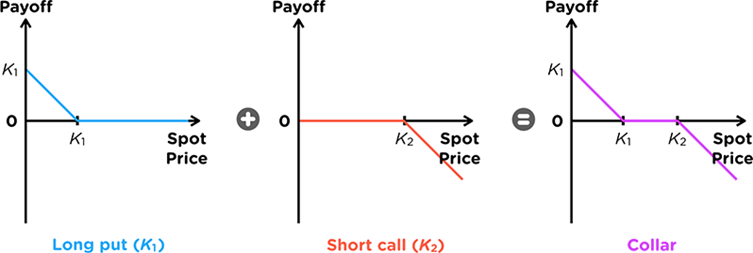 Payoff
K1
0
K1
Spot
Price
Long put (K1)
+
Payoff
0
K2
Spot
Price
Short call (K2)
=
Payoff
K1
0
K1
K2
Spot
Price
Collar